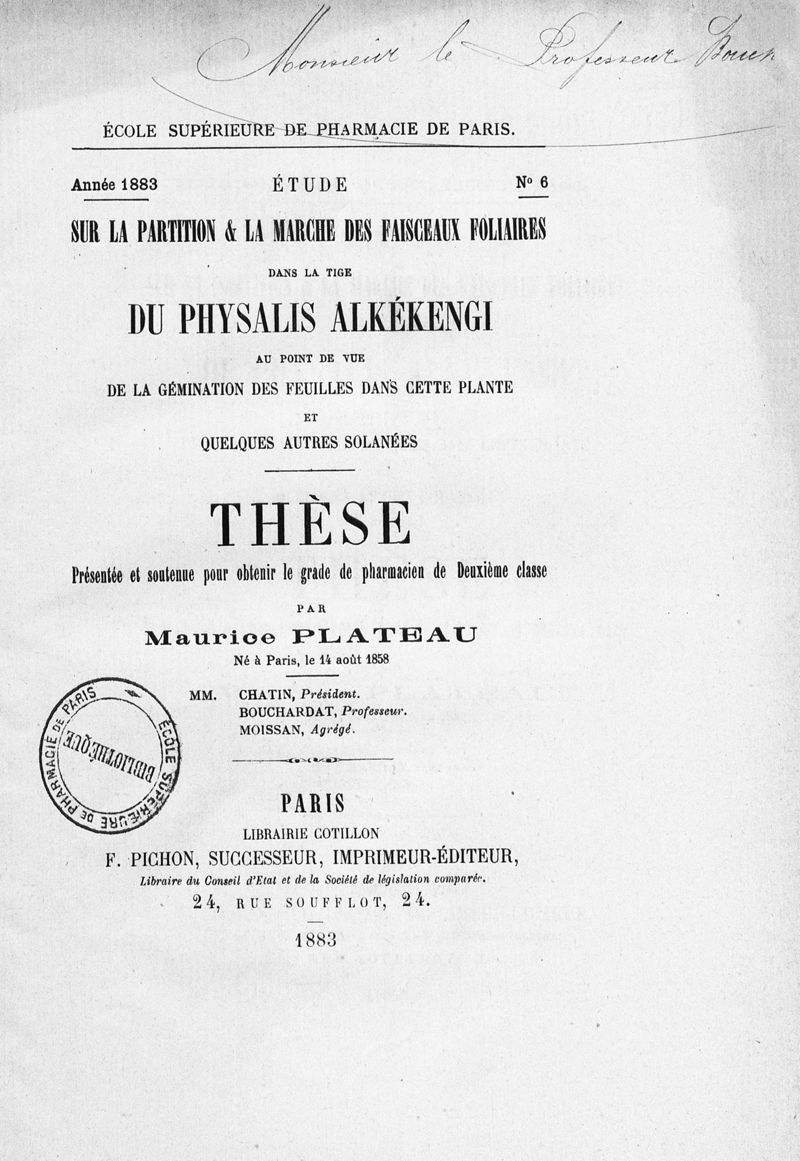 Monsieur le Professeur
ÉCOLE SUPÉRIEURE DE PHARMACIE DE PARIS.
Année 1883 ÉTUDE Nº 6
SUR LA PARTITION & LA MARCHE DES FAISCEAUX FOLIAIRES
DANS LA TIGE
DU PHYSALIS ALKÉKENGI
AU POINT DE VUE
DE LA GÉMINATION DES FEUILLES DANS CETTE PLANTE
ET
QUELQUES AUTRES SOLANÉES
THÈSE
Présentée et soutenue pour obtenir le grade de pharmacien de Deuxième classe
PAR
Maurice PLATEAU
Né à Paris, le 14 août 1858
MM. CHATIN, Président.
BOUCHARDAT, Professeur.
MOISSAN, Agrégé.
ÉCOLE SUPÉRIEURE DE PHARMACIE DE PARIS
BIBLIOTHÈQUE
PARIS
LIBRAIRIE COTILLON
F. PICHON, SUCCESSEUR, IMPRIMEUR-ÉDITEUR,
Libraire du Conseil d'Etat et de la Société de législation comparée.
24, RUE SOUFFLOT, 24.
1883